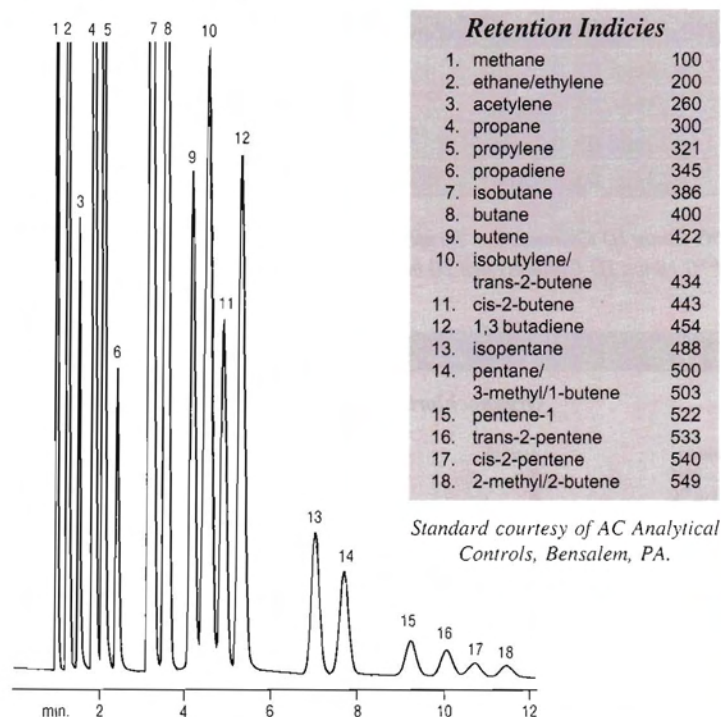 1 2 4 5 7 8 10
3 6 9 11 12
13 14 15 16 17 18
min. 2 4 6 8 10 12
Retention Indicies
1. methane 100
2. ethane/ethylene 200
3. acetylene 260
4. propane 300
5. propylene 321
6. propadiene 345
7. isobutane 386
8. butane 400
9. butene 422
10. isobutylene/
trans-2-butene 434
11. cis-2-butene 443
12. 1,3 butadiene 454
13. isopentane 488
14. pentane/ 500
3-methyl/1-butene 503
15. pentene-1 522
16. trans-2-pentene 533
17. cis-2-pentene 540
18. 2-methyl/2-butene 549
Standard courtesy of AC Analytical
Controls, Bensalem, PA.